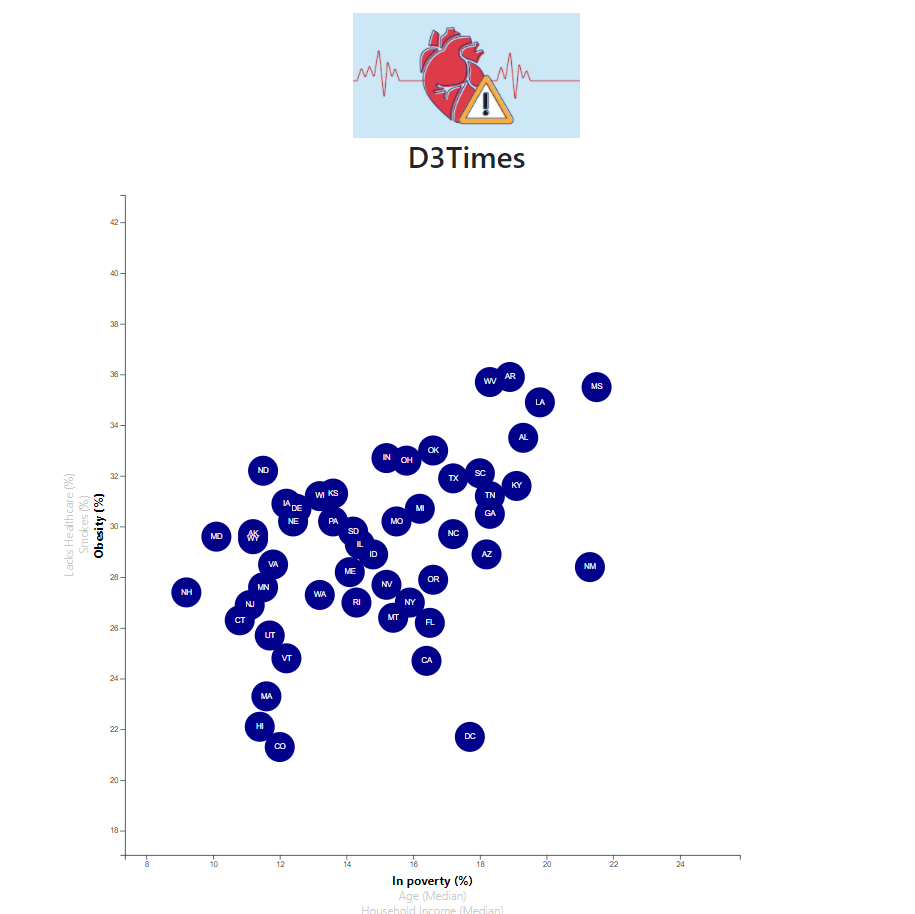 D3Times
42
40
38
36
34
32
30
28
26
24
22
20
18
Lacks Healthcare (%)
Smokes (%)
Obesity (%)
WV AR MS
LA
AL
OK
IN OH
ND TX SC
KY
WI KS TN
IA DE MI GA
NE PA MO
MD AK SD NC
WY IL
ID AZ
VA ME NM
MN NV OR
NH WA
NJ RI NY
CT MT FL
UT
VT CA
MA
HI
DC
CO
8 10 12 14 16 18 20 22 24
In poverty (%)
Age (Median)
Household Income (Median)